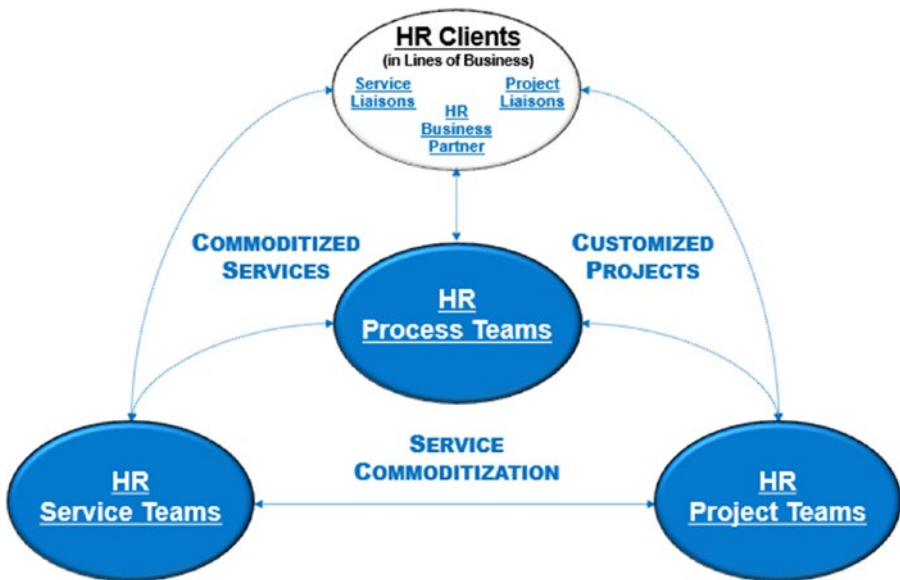 HR Clients
(in Lines of Business)
Service
Liaisons
Project
Liaisons
HR
Business
Partner
COMMODITIZED
SERVICES
CUSTOMIZED
PROJECTS
HR
Process Teams
SERVICE
COMMODITIZATION
HR
Service Teams
HR
Project Teams